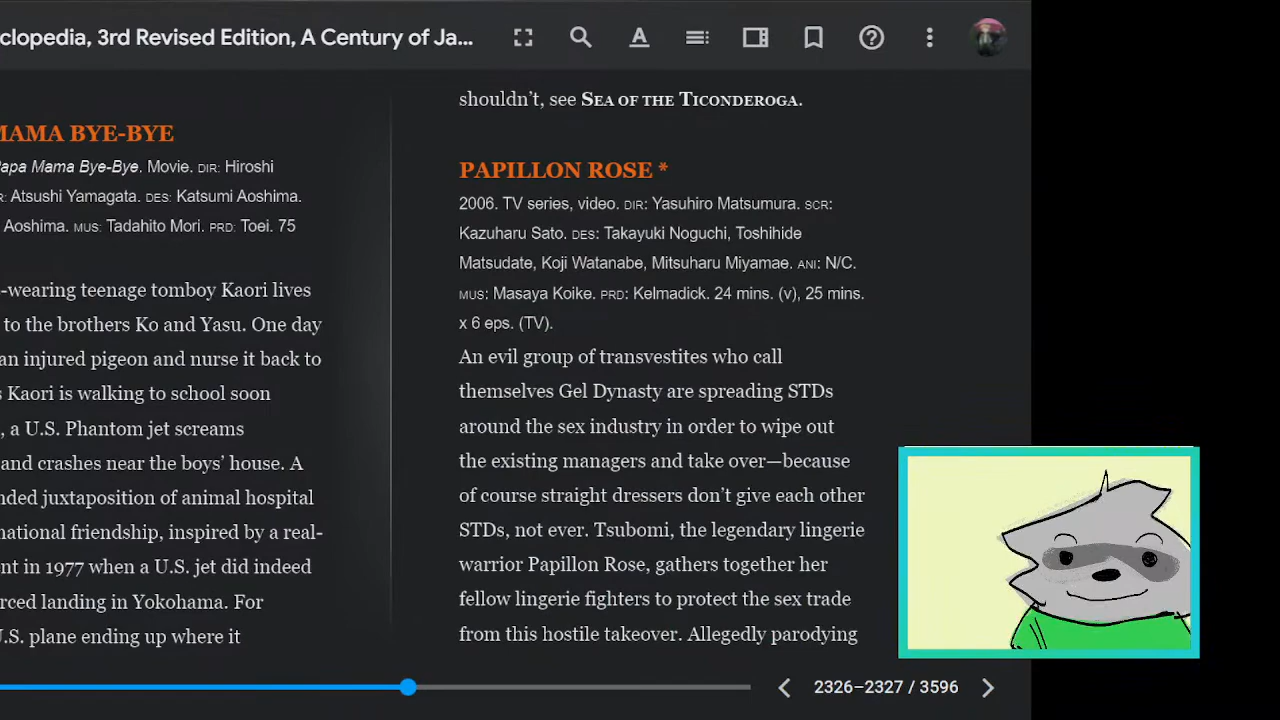 clopedia, 3rd Revised Edition, A Century of Ja...
MAMA BYE-BYE
apa Mama Bye-Bye. Movie. DIR: Hiroshi
: Atsushi Yamagata. DES: Katsumi Aoshima.
Aoshima. MUS: Tadahito Mori. PRD: Toei. 75
-wearing teenage tomboy Kaori lives
to the brothers Ko and Yasu. One day
an injured pigeon and nurse it back to
s Kaori is walking to school soon
, a U.S. Phantom jet screams
and crashes near the boys’ house. A
nded juxtaposition of animal hospital
national friendship, inspired by a real-
nt in 1977 when a U.S. jet did indeed
rced landing in Yokohama. For
U.S. plane ending up where it
shouldn’t, see SEA OF THE TICONDEROGA.
PAPILLON ROSE *
2006. TV series, video. DIR: Yasuhiro Matsumura. SCR:
Kazuharu Sato. DES: Takayuki Noguchi, Toshihide
Matsudate, Koji Watanabe, Mitsuharu Miyamae. ANI: N/C.
MUS: Masaya Koike. PRD: Kelmadick. 24 mins. (v), 25 mins.
x 6 eps. (TV).
An evil group of transvestites who call
themselves Gel Dynasty are spreading STDs
around the sex industry in order to wipe out
the existing managers and take over—because
of course straight dressers don’t give each other
STDs, not ever. Tsubomi, the legendary lingerie
warrior Papillon Rose, gathers together her
fellow lingerie fighters to protect the sex trade
from this hostile takeover. Allegedly parodying
2326–2327 / 3596